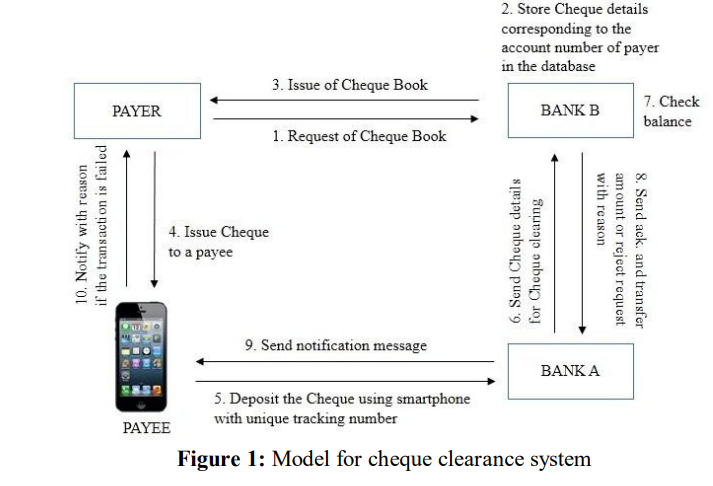 2. Store Cheque details
corresponding to the
account number of payer
in the database
3. Issue of Cheque Book
PAYER
BANK B
7. Check
balance
1. Request of Cheque Book
10. Notify with reason
if the transaction is failed
4. Issue Cheque
to a payee
6. Send Cheque details
for Cheque clearing
8. Send ack. and transfer
amount or reject request
with reason
9. Send notification message
BANK A
5. Deposit the Cheque using smartphone
with unique tracking number
PAYEE
Figure 1: Model for cheque clearance system